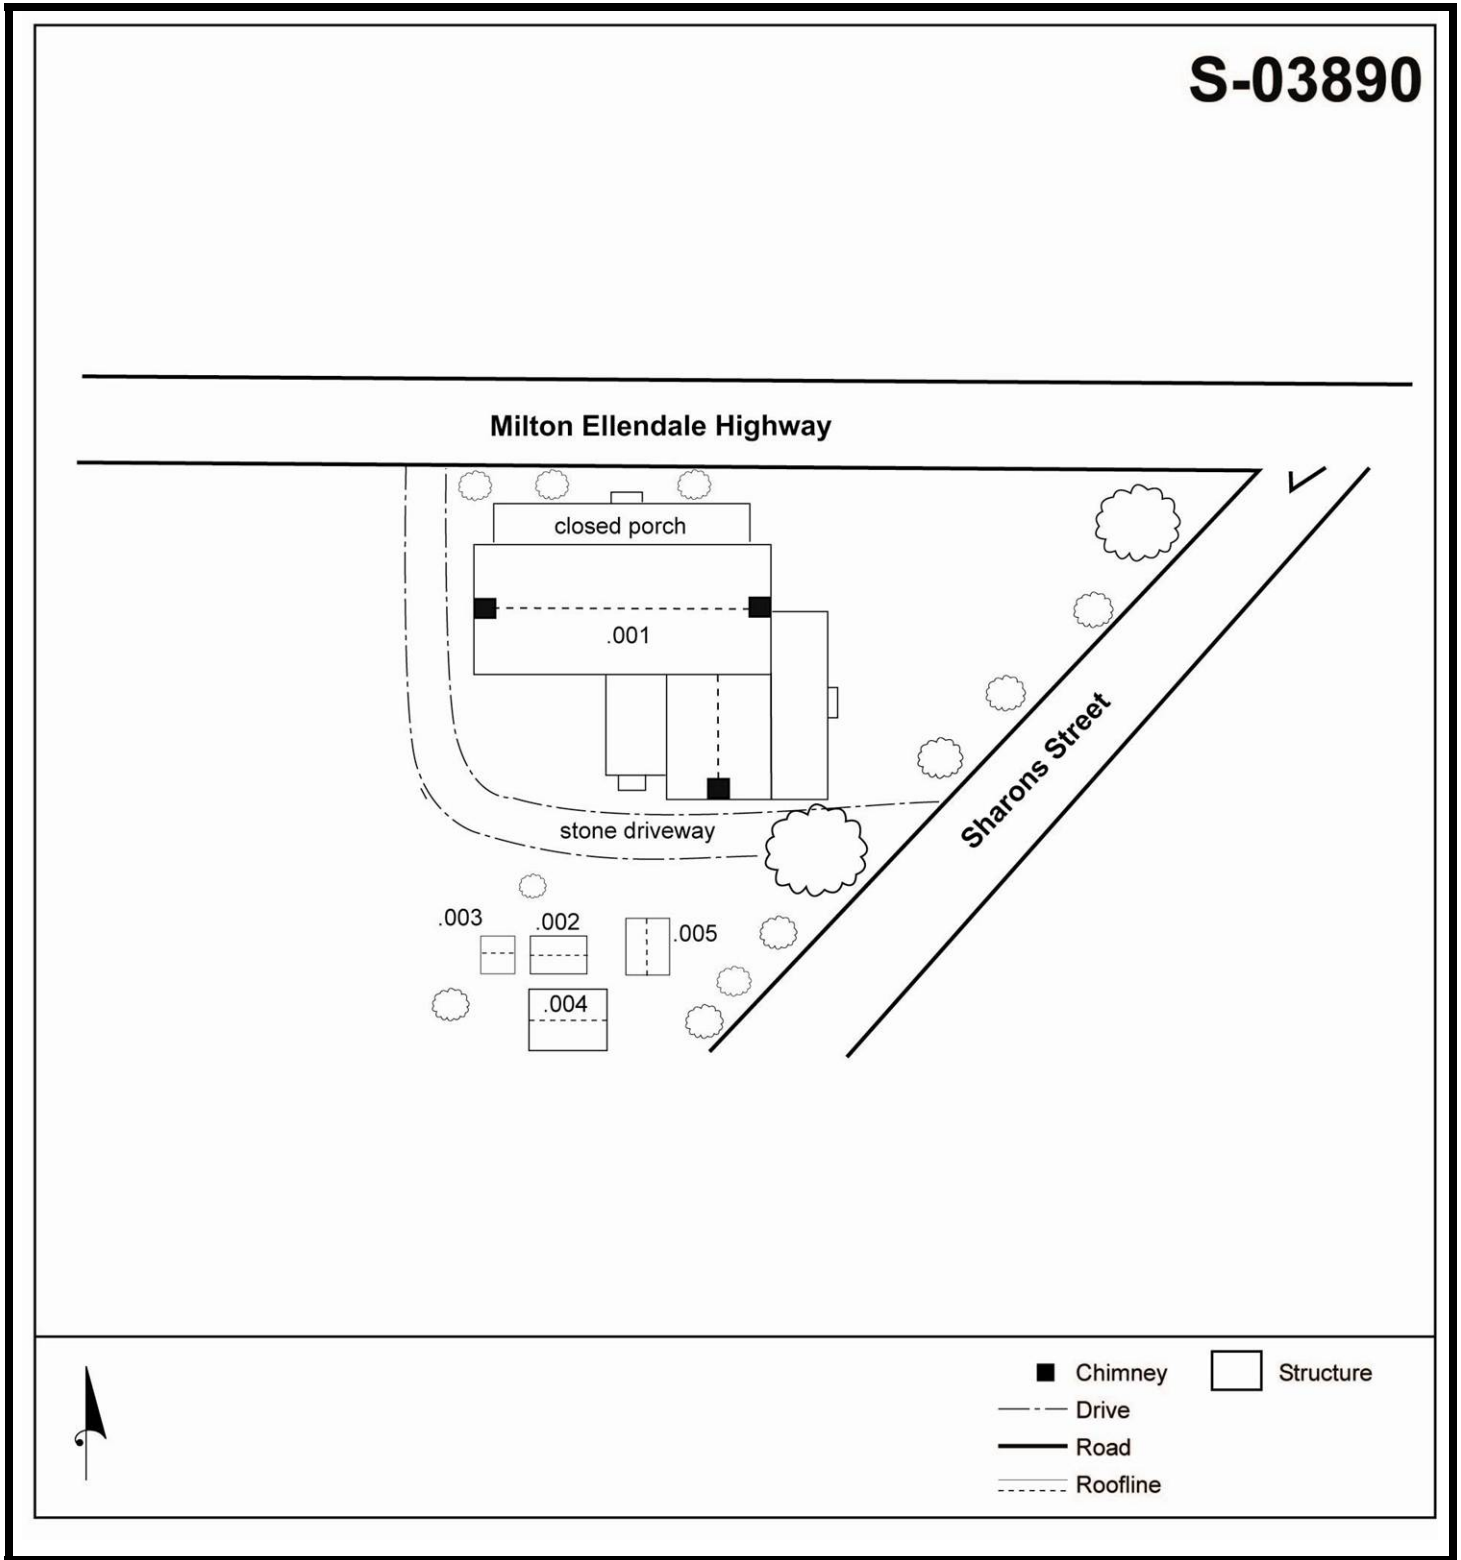 S-03890
Milton Ellendale Highway
closed porch
.001
Sharons Street
stone driveway
.003
.002
.005
.004
Chimney
Structure
Drive
Road
Roofline